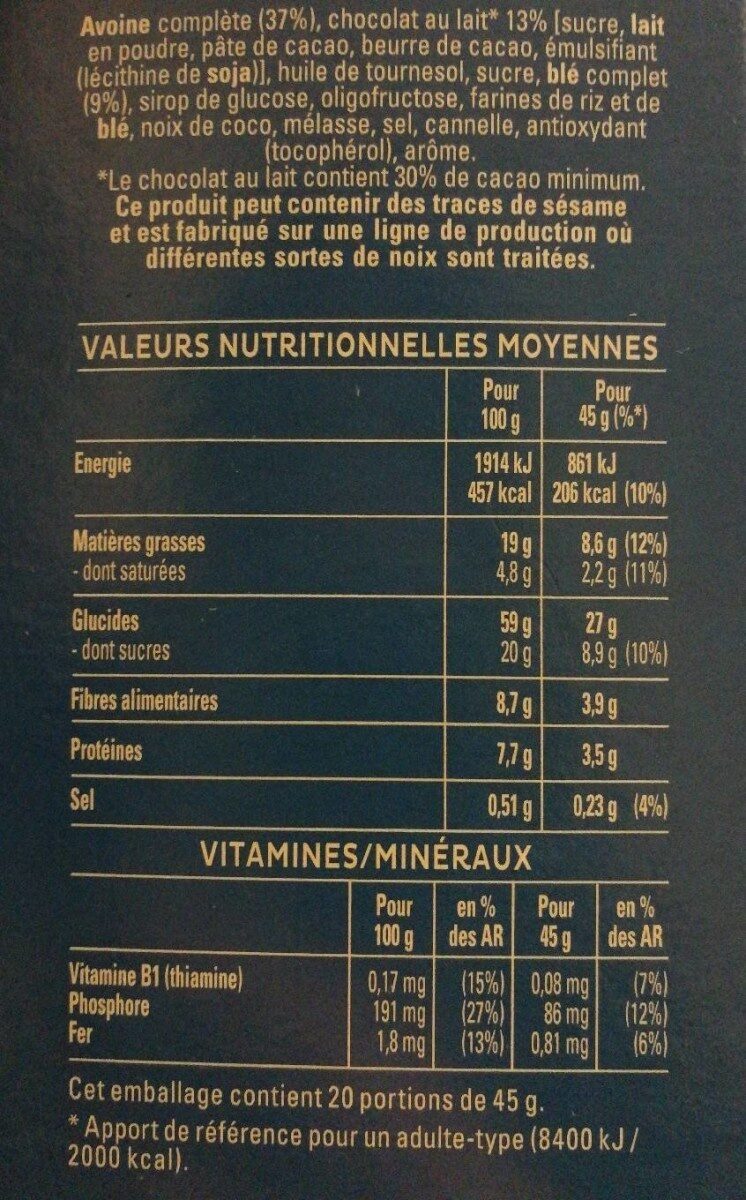 Avoine complète (37%), chocolat au lait* 13% [sucre, lait
en poudre, pâte de cacao, beurre de cacao, émulsifiant
(lécithine de soja)], huile de tournesol, sucre, blé complet
(9%), sirop de glucose, oligofructose, farines de riz et de
blé, noix de coco, mélasse, sel, cannelle, antioxydant
(tocophérol), arôme.
*Le chocolat au lait contient 30% de cacao minimum.
Ce produit peut contenir des traces de sésame
et est fabriqué sur une ligne de production où
différentes sortes de noix sont traitées.
VALEURS NUTRITIONNELLES MOYENNES
Pour Pour
100 g 45 g (%*)
Energie 1914 kJ 861 kJ
457 kcal 206 kcal (10%)
Matières grasses 19 g 8,6 g (12%)
- dont saturées 4,8 g 2,2 g (11%)
Glucides 59 g 27 g
- dont sucres 20 g 8,9 g (10%)
Fibres alimentaires 8,7 g 3,9 g
Protéines 7,7 g 3,5 g
Sel 0,51 g 0,23 g (4%)
VITAMINES/MINÉRAUX
Pour en % Pour en %
100 g des AR 45 g des AR
Vitamine B1 (thiamine) 0,17 mg (15%) 0,08 mg (7%)
Phosphore 191 mg (27%) 86 mg (12%)
Fer 1,8 mg (13%) 0,81 mg (6%)
Cet emballage contient 20 portions de 45 g.
* Apport de référence pour un adulte-type (8400 kJ /
2000 kcal).